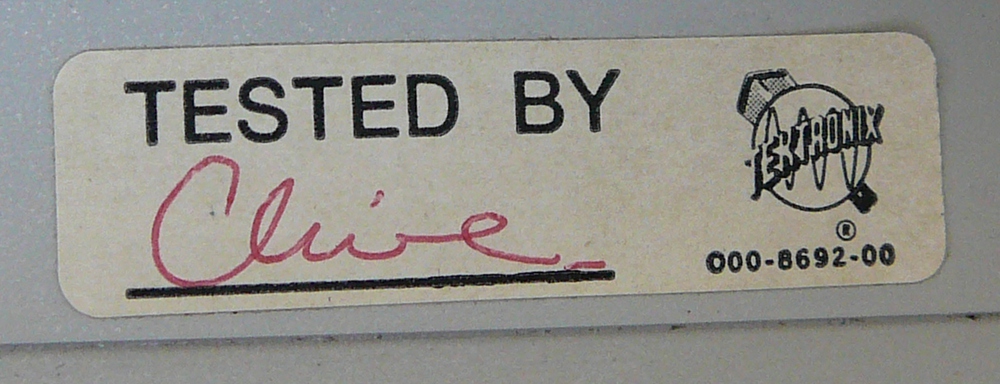 TESTED BY
Clive
TEKTRONIX
®
000-8692-00